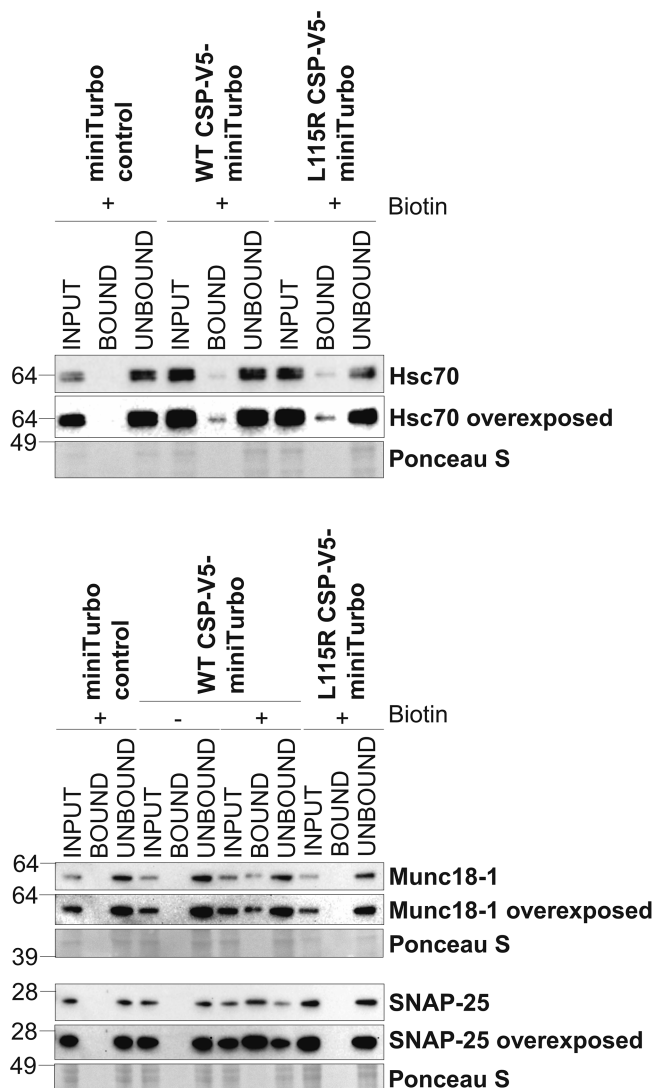 miniTurbo
control
WT CSP-V5-
miniTurbo
L115R CSP-V5-
miniTurbo
+ + + Biotin
INPUT BOUND UNBOUND INPUT BOUND UNBOUND INPUT BOUND UNBOUND
64 Hsc70
64 Hsc70 overexposed
49
Ponceau S
miniTurbo
control
WT CSP-V5-
miniTurbo
L115R CSP-V5-
miniTurbo
+ - + + Biotin
INPUT BOUND UNBOUND INPUT BOUND UNBOUND INPUT BOUND UNBOUND INPUT BOUND UNBOUND
64
Munc18-1
64
Munc18-1 overexposed
Ponceau S
39
28
SNAP-25
28
SNAP-25 overexposed
49
Ponceau S